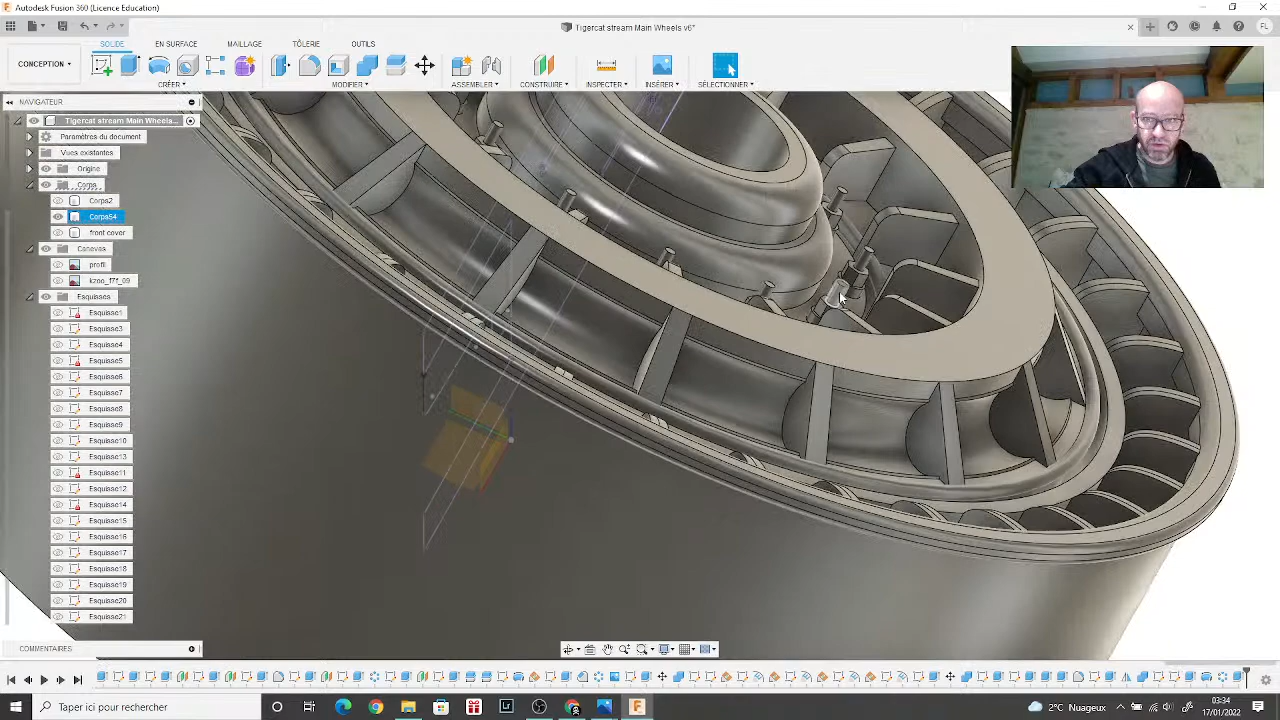 Autodesk Fusion 360 (Licence Education)
Tigercat stream Main Wheels v6*
FL
SOLIDE EN SURFACE MAILLAGE TÔLERIE OUTILS
CONCEPTION
CRÉER MODIFIER ASSEMBLER CONSTRUIRE INSPECTER INSÉRER SÉLECTIONNER
NAVIGATEUR
Tigercat stream Main Wheels...
Paramètres du document
Vues existantes
Origine
Corps
Corps2
Corps54
front cover
Canevas
profil
kzoo_f7f_09
Esquisses
Esquisse1
Esquisse3
Esquisse4
Esquisse5
Esquisse6
Esquisse7
Esquisse8
Esquisse9
Esquisse10
Esquisse13
Esquisse11
Esquisse12
Esquisse14
Esquisse15
Esquisse16
Esquisse17
Esquisse18
Esquisse19
Esquisse20
Esquisse21
COMMENTAIRES
Taper ici pour rechercher
2°C Nuageux
03:34
17/01/2022